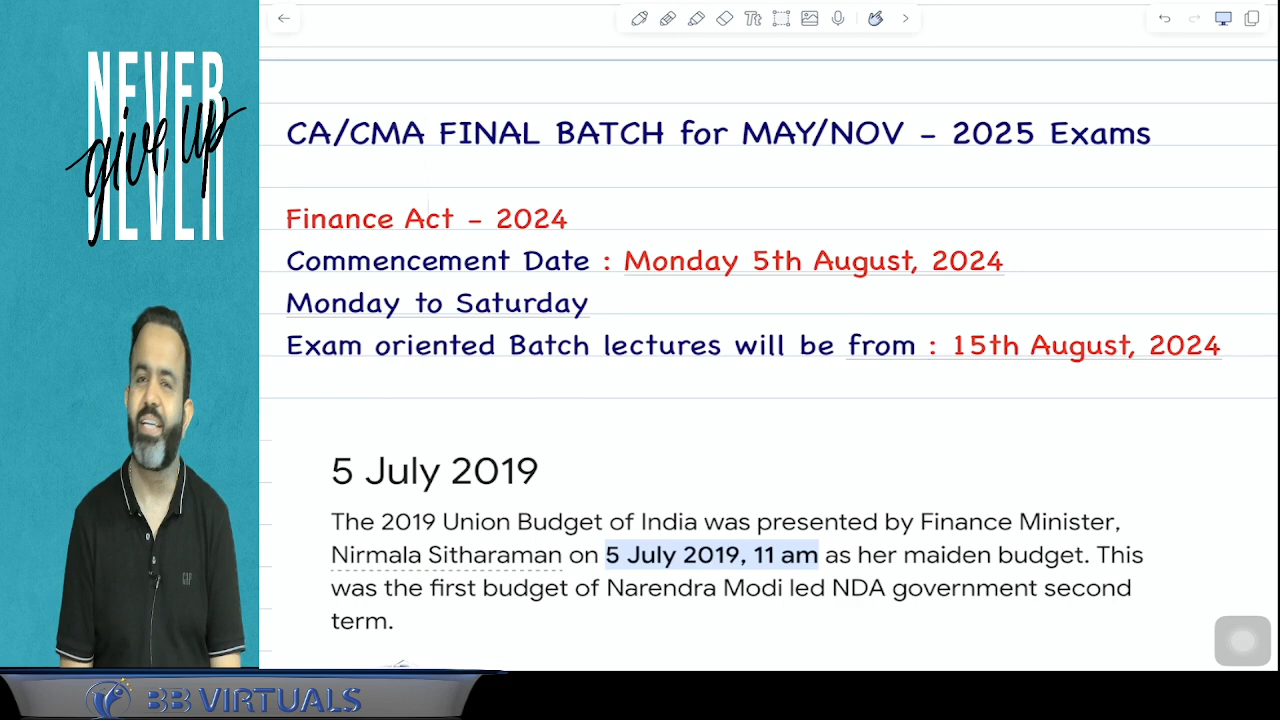 NEVER
give up
NEVER
CA/CMA FINAL BATCH for MAY/NOV - 2025 Exams
Finance Act - 2024
Commencement Date : Monday 5th August, 2024
Monday to Saturday
Exam oriented Batch lectures will be from : 15th August, 2024
5 July 2019
The 2019 Union Budget of India was presented by Finance Minister,
Nirmala Sitharaman on 5 July 2019, 11 am as her maiden budget. This
was the first budget of Narendra Modi led NDA government second
term.
GAP
BB VIRTUALS